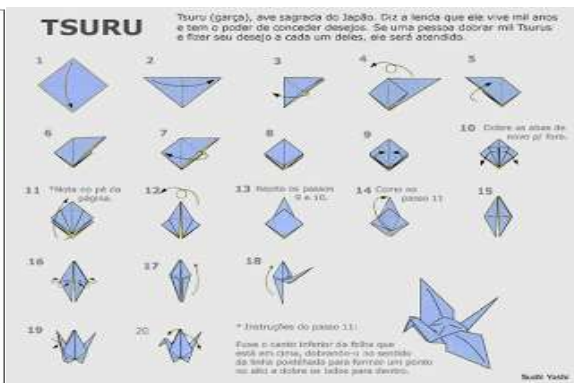 TSURU
Tsuru (garça), ave sagrada do Japão. Diz a lenda que ele vive mil anos
e tem o poder de conceder desejos. Se uma pessoa dobrar mil Tsurus
e fizer seu desejo a cada um deles, ele será atendido.
1 2 3 4 5
6 7 8 9 10 Dobre as abas de
novo p/ fora.
11 *Nota no pé da
página.
12
13 Repita os passos
9 e 10.
14 Como no
passo 11
15
16 17 18
19 20
* Instruções do passo 11:
Puxe o canto inferior da folha que
está em cima, dobrando-o no sentido
da linha pontilhada para formar um ponto
no alto e dobre os lados para dentro.